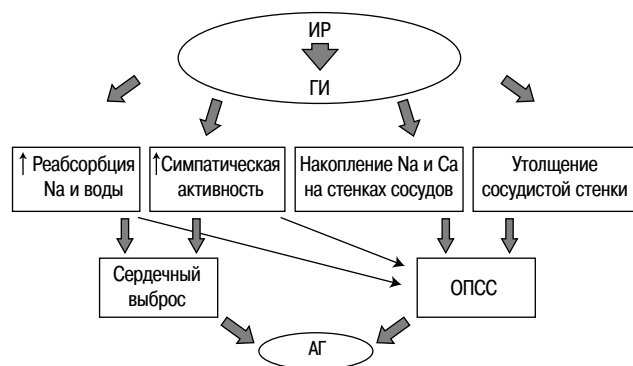 ИР
ГИ
↑ Реабсорбция
Na и воды
↑ Симпатическая
активность
Накопление Na и Ca
на стенках сосудов
Утолщение
сосудистой стенки
Сердечный
выброс
ОПСС
АГ